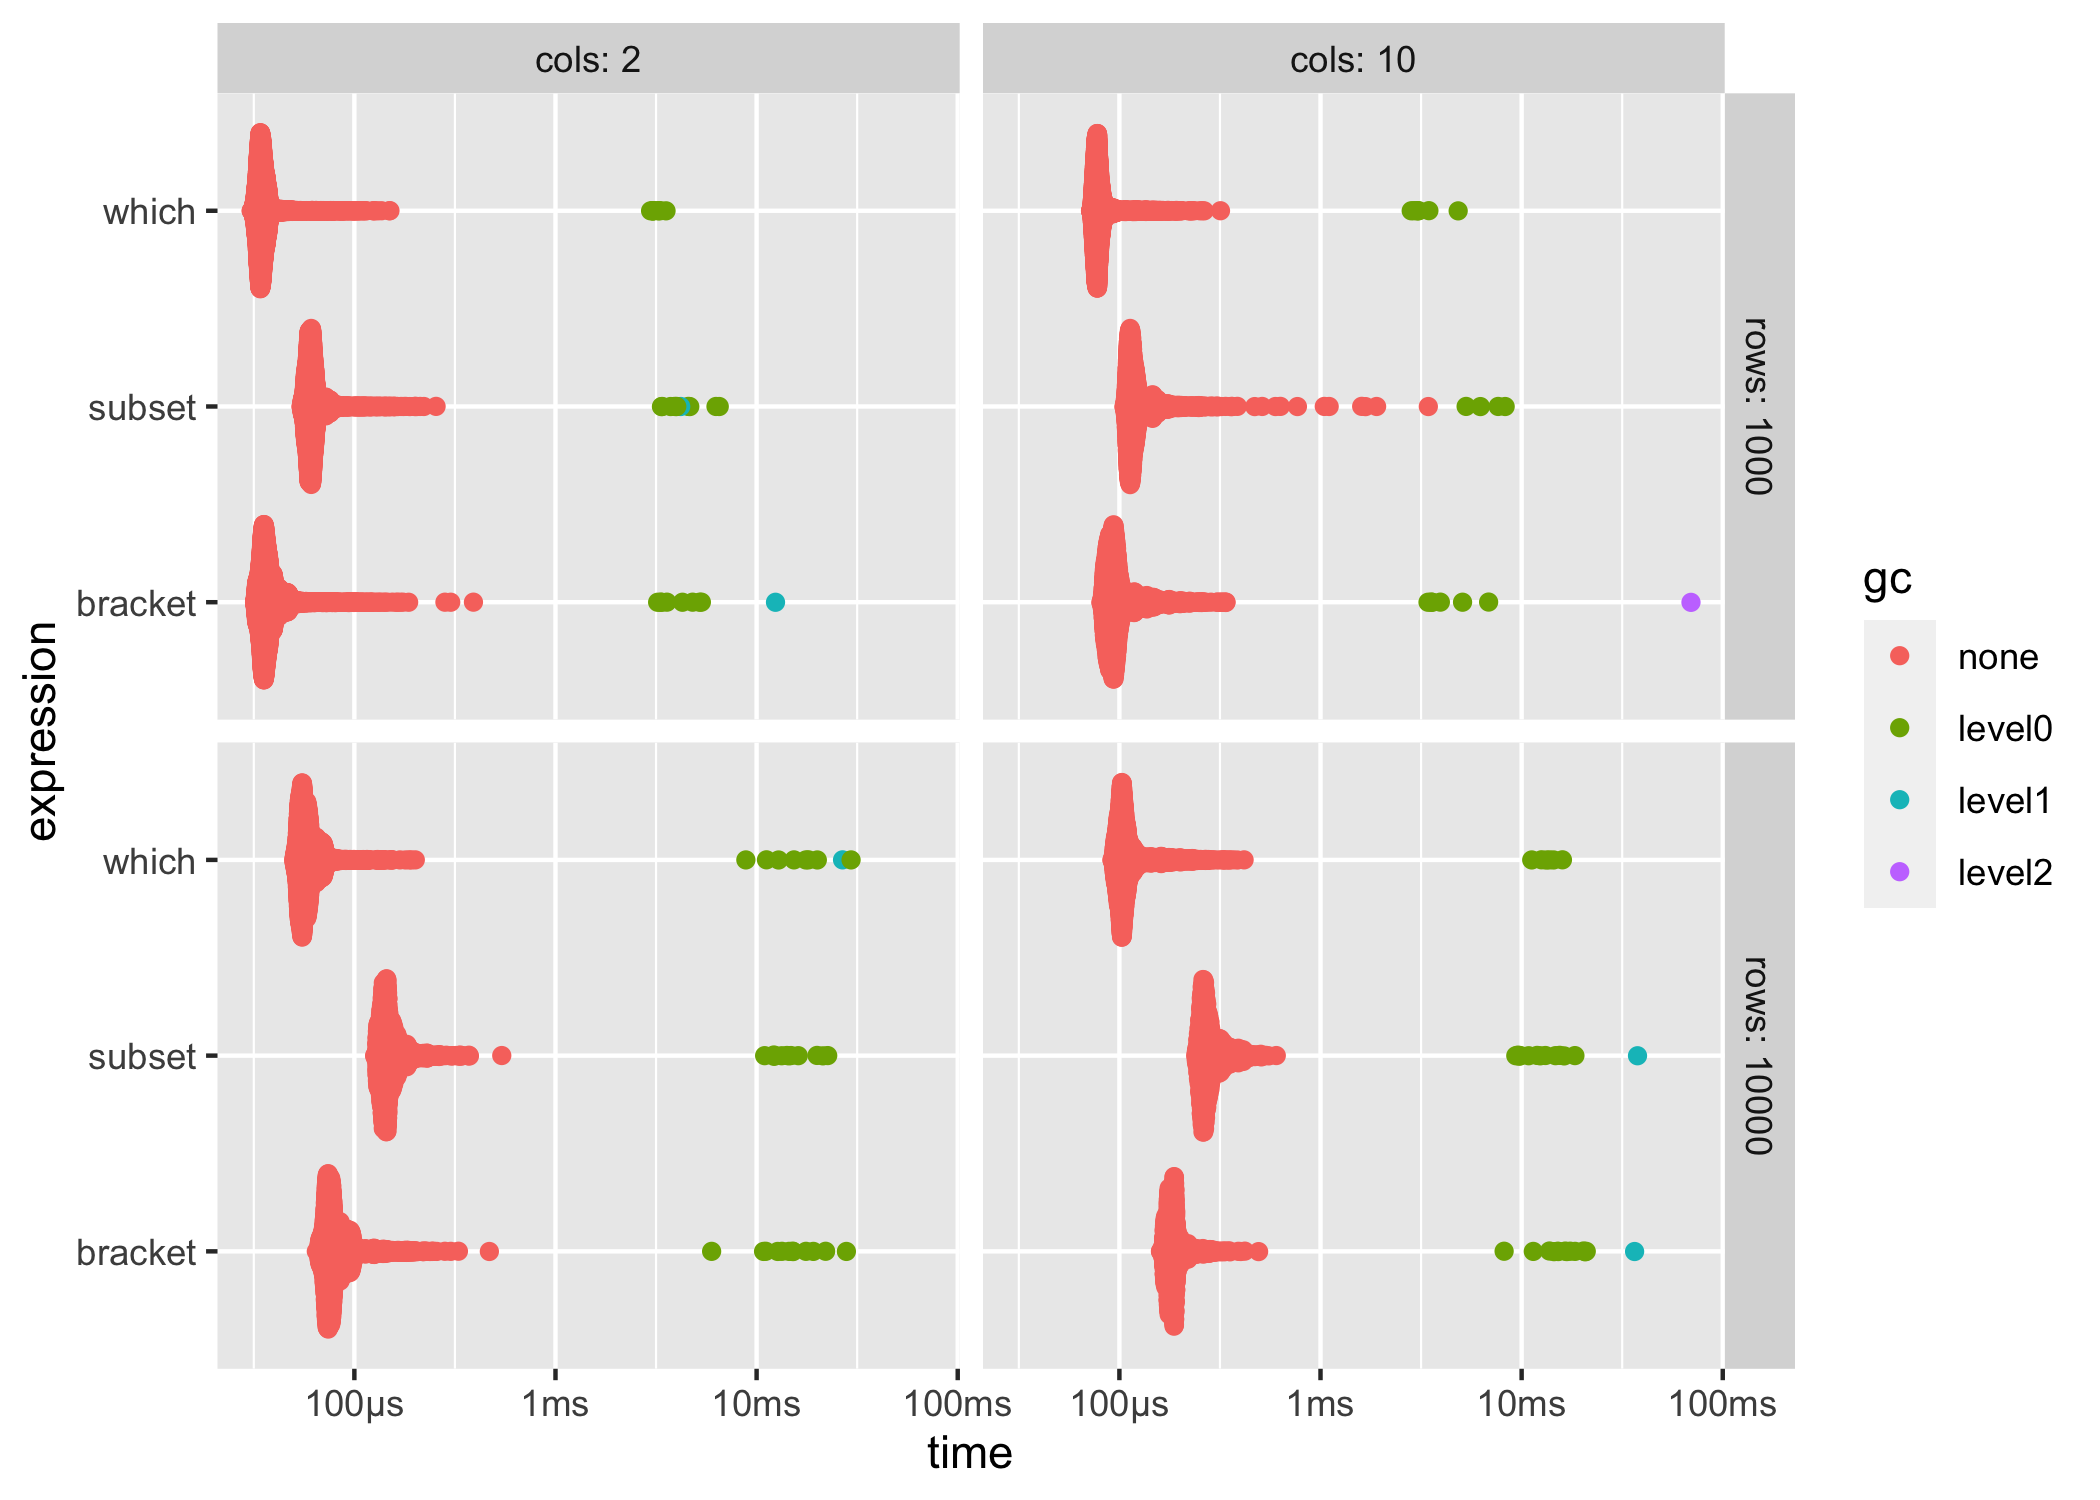 cols: 2
cols: 10
which
subset
bracket
rows: 1000
which
subset
bracket
rows: 10000
expression
100µs
1ms
10ms
100ms
100µs
1ms
10ms
100ms
time
gc
none
level0
level1
level2